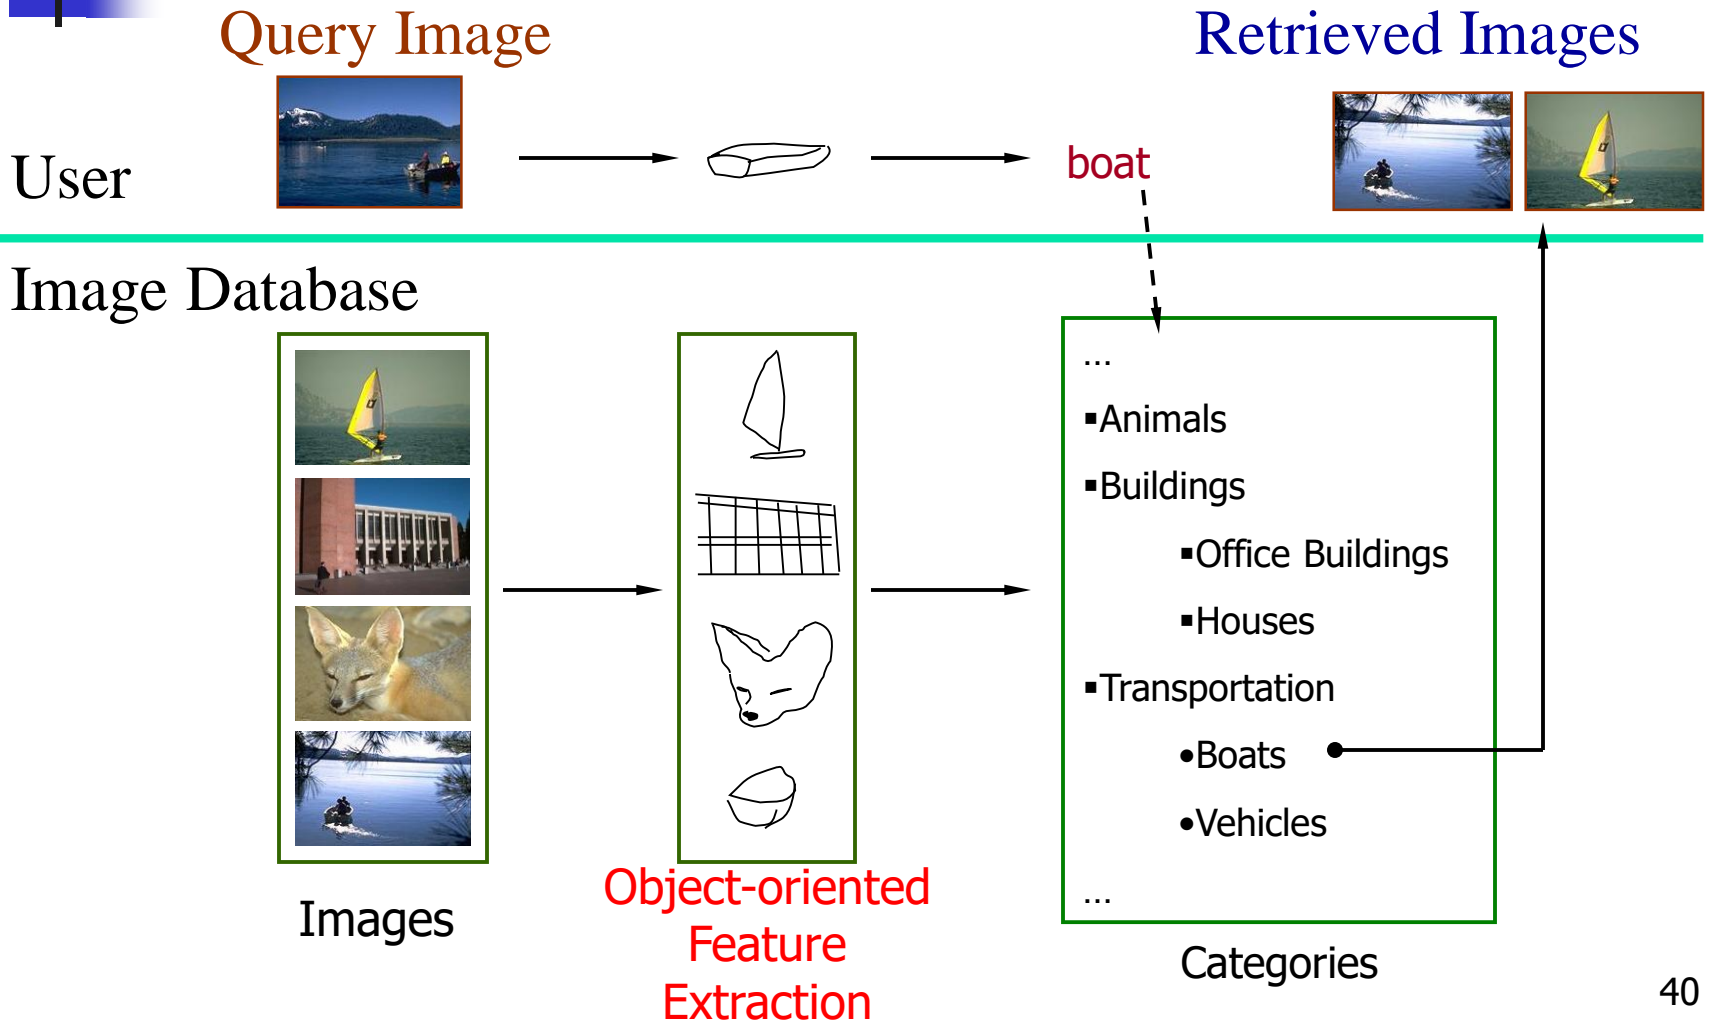 Query Image
Retrieved Images
User
boat
Image Database
...
▪Animals
▪Buildings
▪Office Buildings
▪Houses
▪Transportation
•Boats
•Vehicles
...
Images
Object-oriented
Feature
Extraction
Categories
40